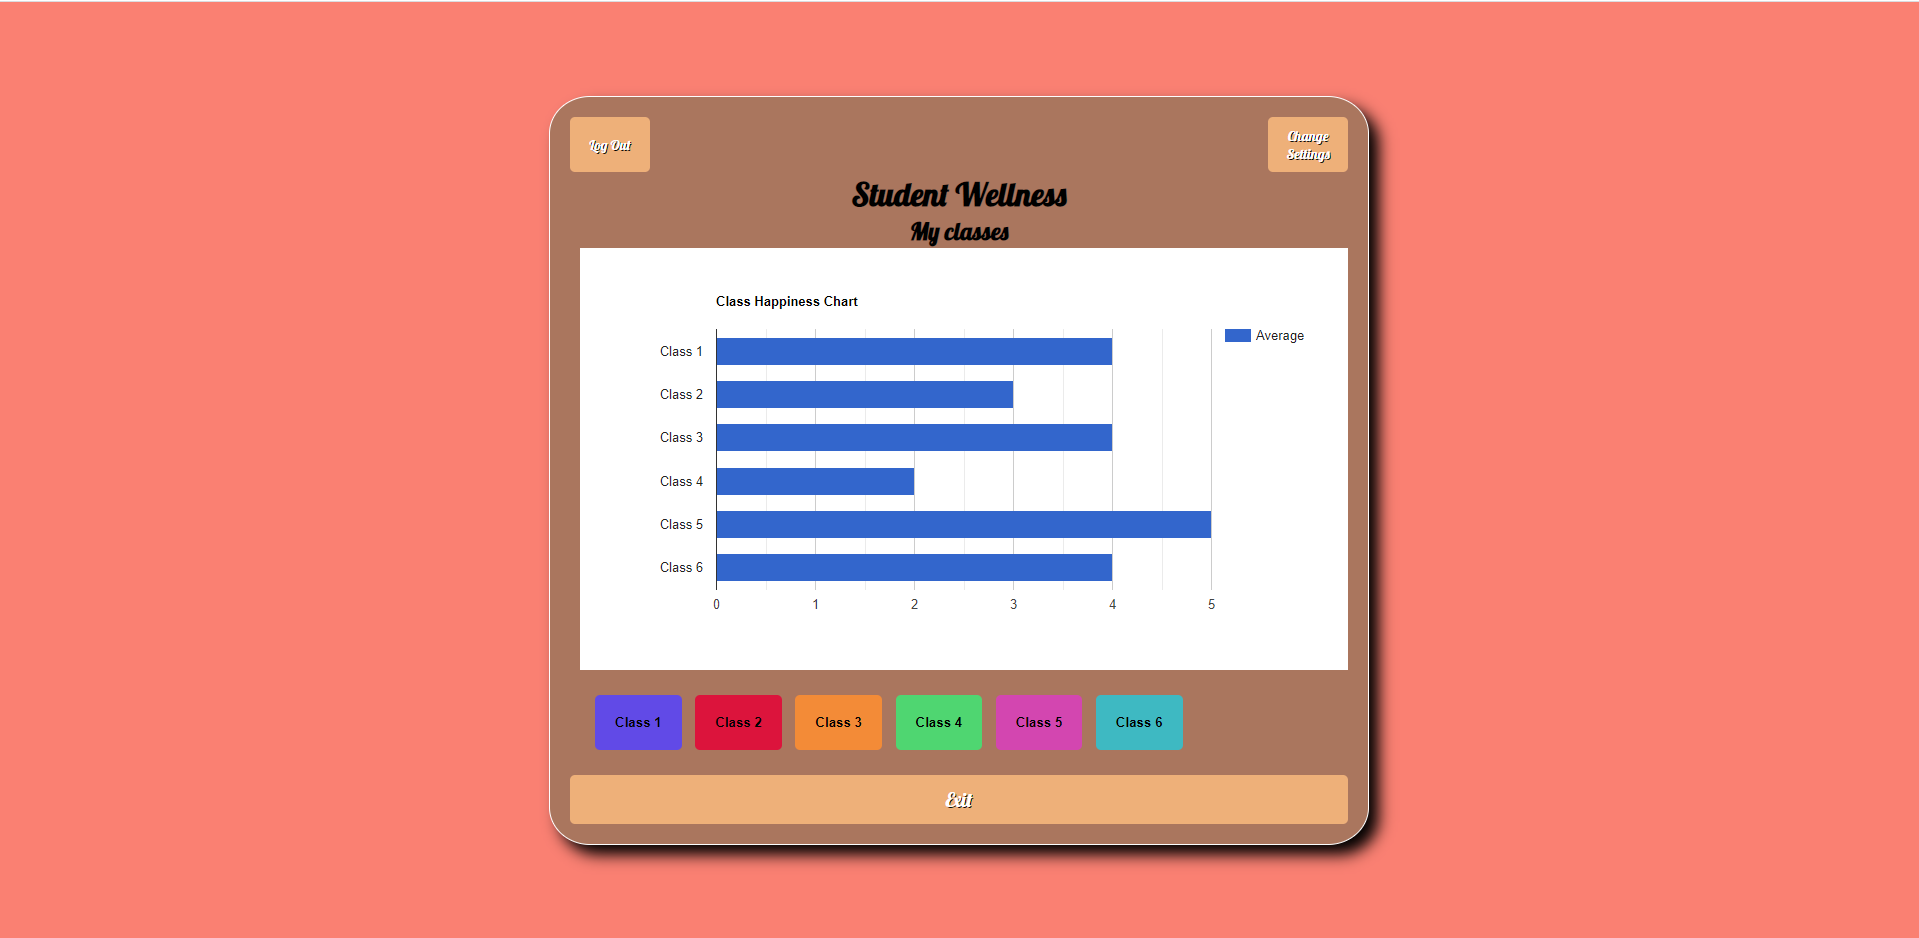 Log Out
Change
Settings
Student Wellness
My classes
Class Happiness Chart
Average
Class 1
Class 2
Class 3
Class 4
Class 5
Class 6
0 1 2 3 4 5
Class 1 Class 2 Class 3 Class 4 Class 5 Class 6
Exit